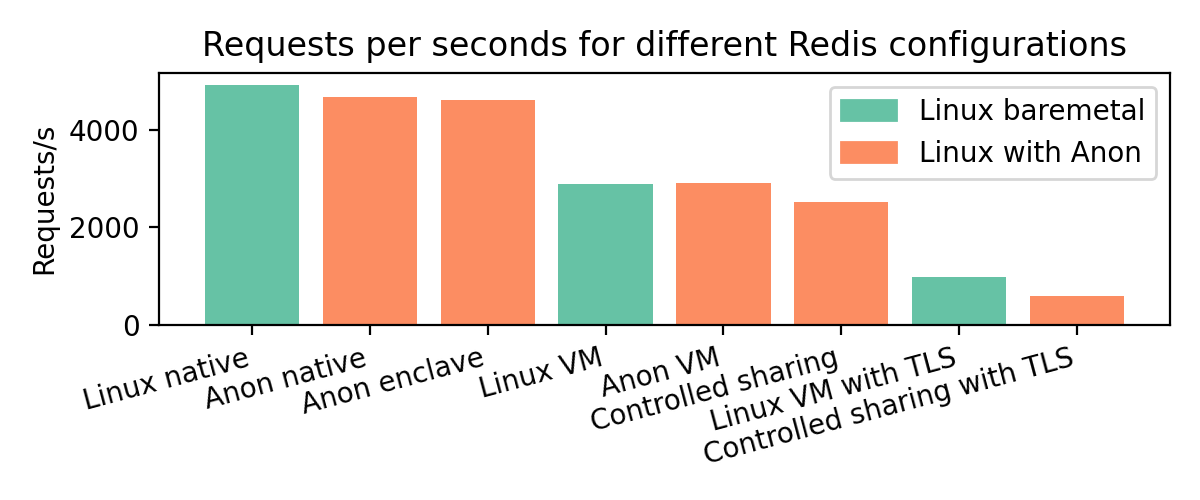 Requests per seconds for different Redis configurations
Requests/s
4000
2000
0
Linux baremetal
Linux with Anon
Linux native
Anon native
Anon enclave
Linux VM
Anon VM
Controlled sharing
Linux VM with TLS
Controlled sharing with TLS